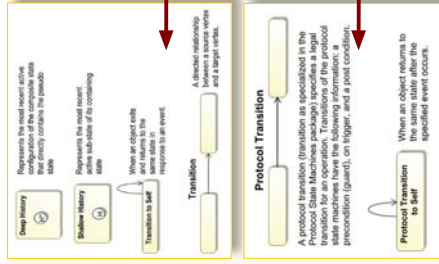 Deep History
H*
Represents the most recent active
configuration of the composite state
that directly contains the pseudo
state
Shallow History
H
Represents the most recent
active sub-state of its containing
state
Transition to Self
When an object exits
and returns to the
same state in
response to an event.
Transition
A directed relationship
between a source vertex
and a target vertex.
Protocol Transition
A protocol transition (transition as specialized in the
Protocol State Machines package) specifies a legal
transition for an operation. Transitions of the protocol
state machines have the following information: a
precondition (guard), on trigger, and a post condition.
Protocol Transition
to Self
When an object returns to
the same state after the
specified event occurs.